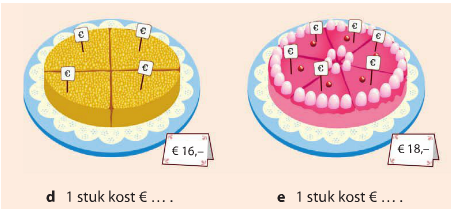 € € € €
€ € € € € €
€ 16,– € 18,–
d 1 stuk kost € ... . e 1 stuk kost € ... .